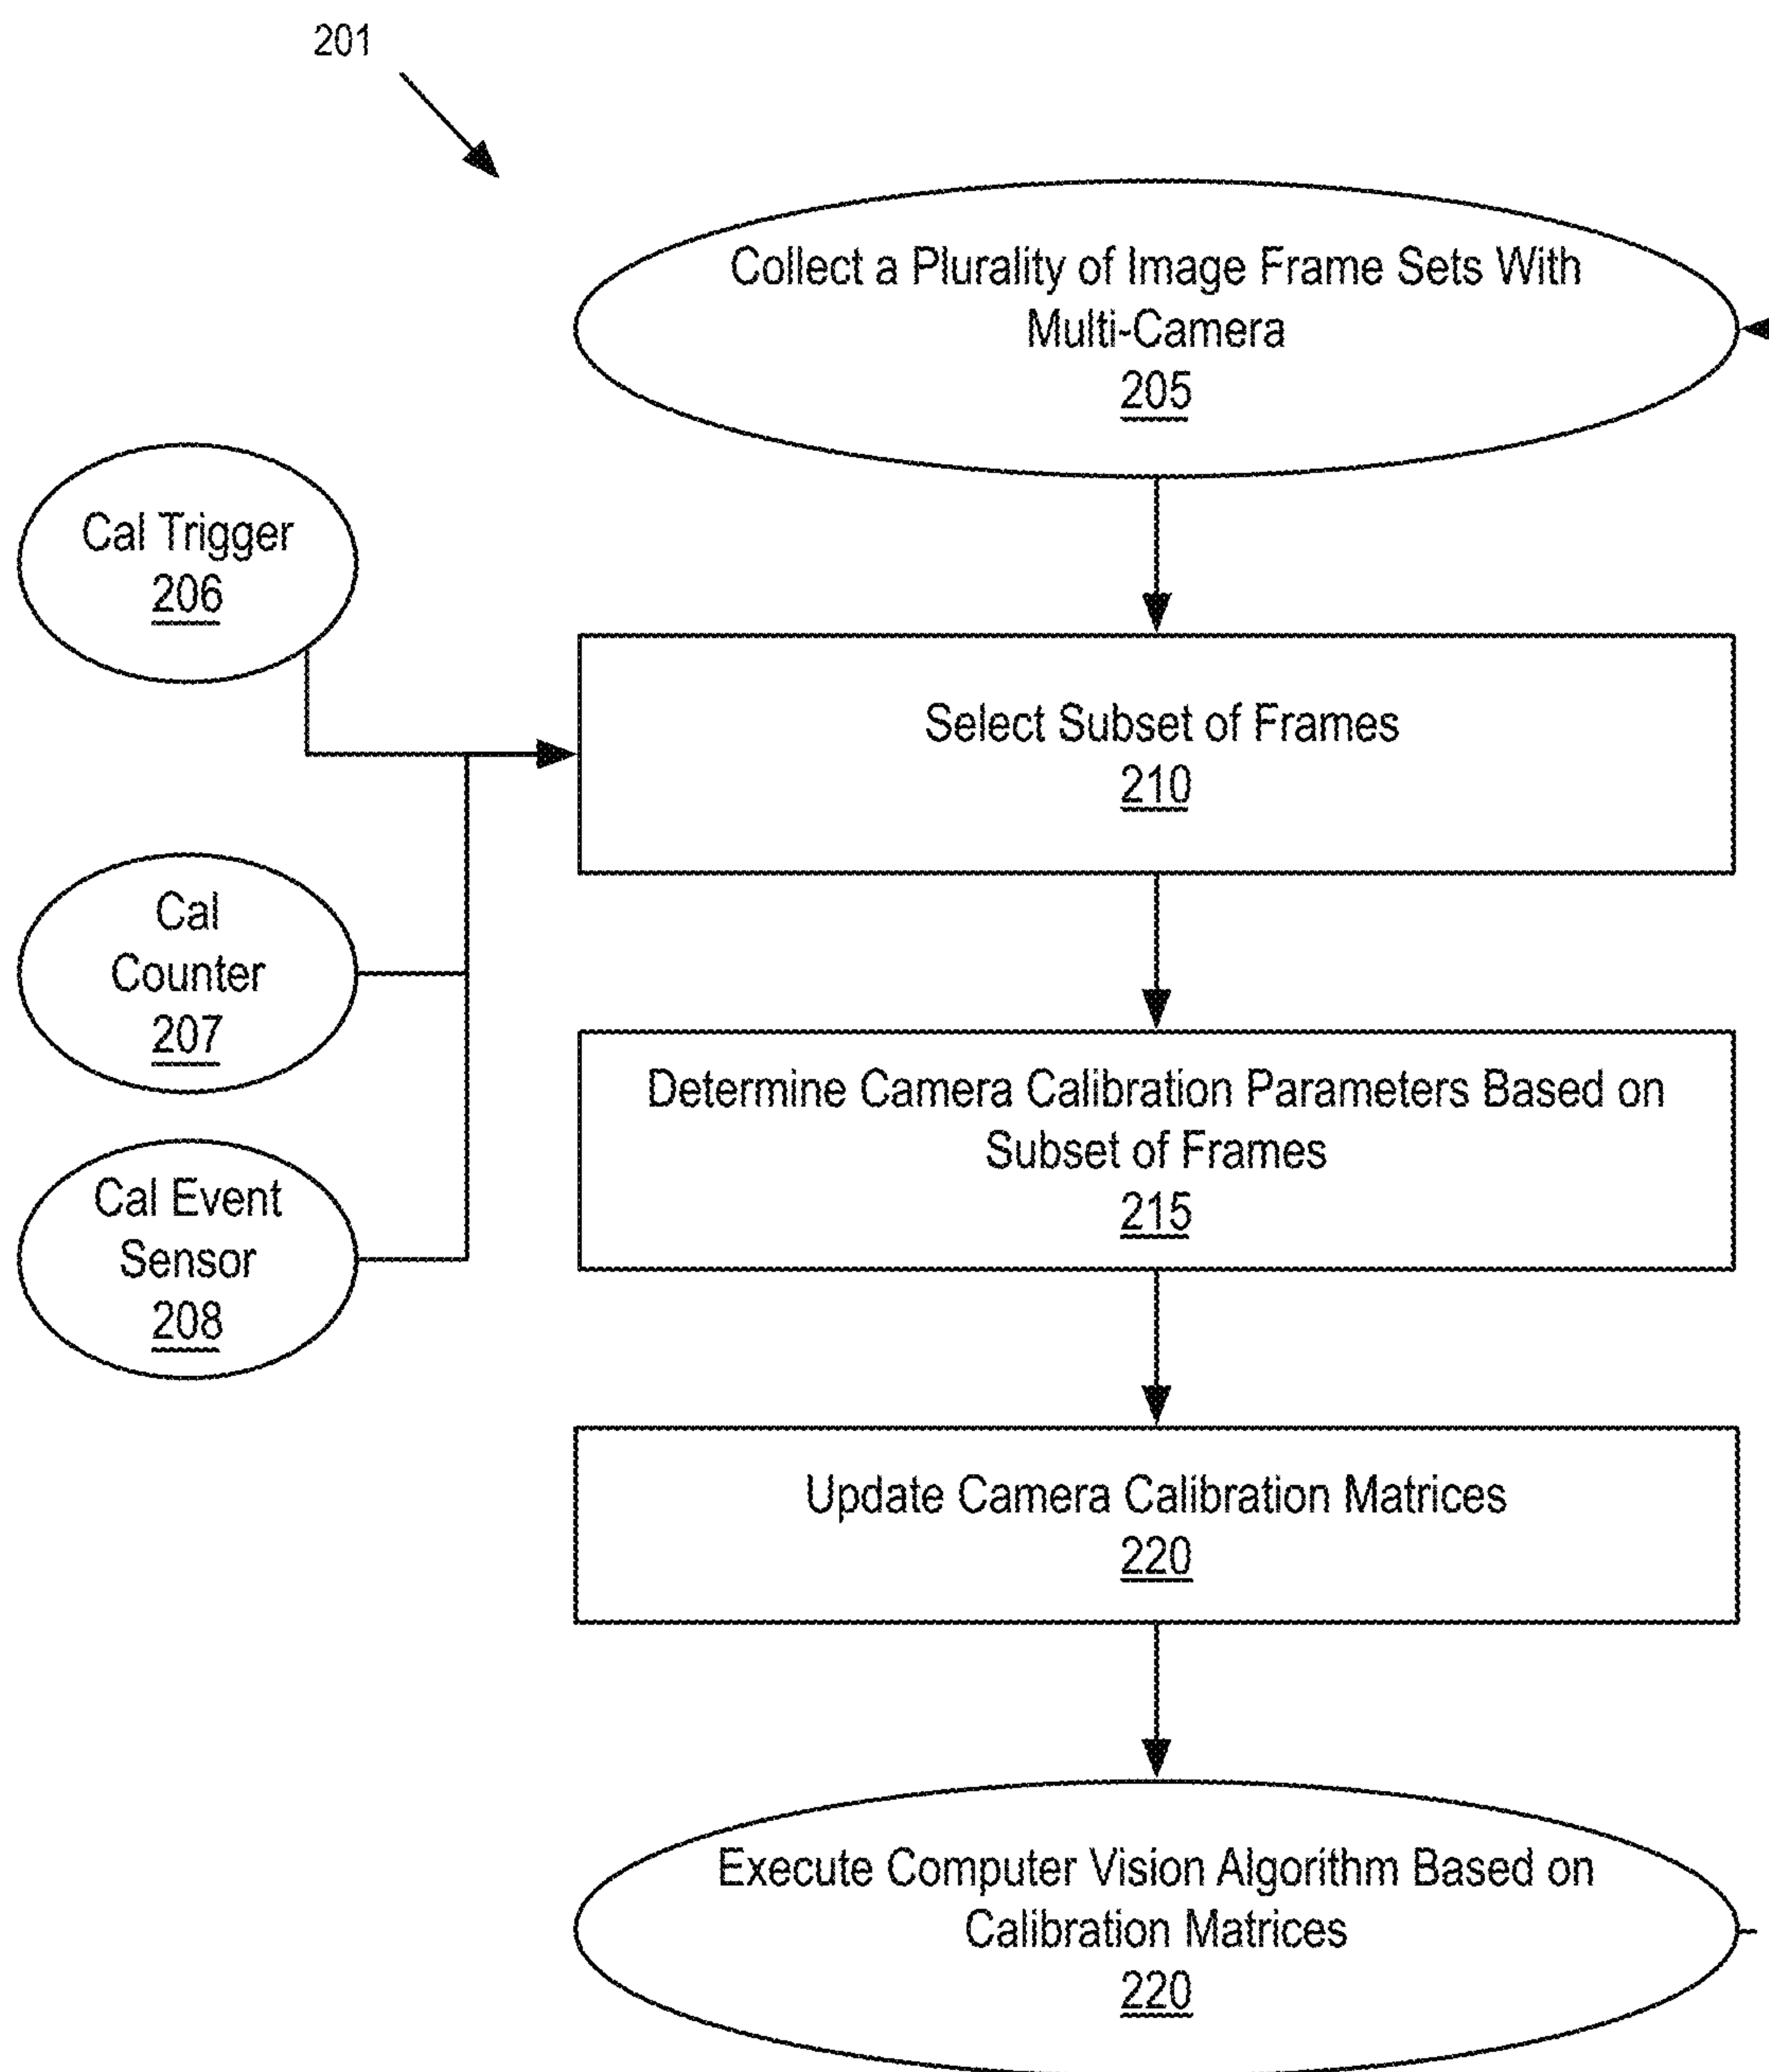 201
Collect a Plurality of Image Frame Sets With
Multi-Camera
205
Cal Trigger
206
Select Subset of Frames
210
Cal
Counter
207
Determine Camera Calibration Parameters Based on
Subset of Frames
215
Cal Event
Sensor
208
Update Camera Calibration Matrices
220
Execute Computer Vision Algorithm Based on
Calibration Matrices
220